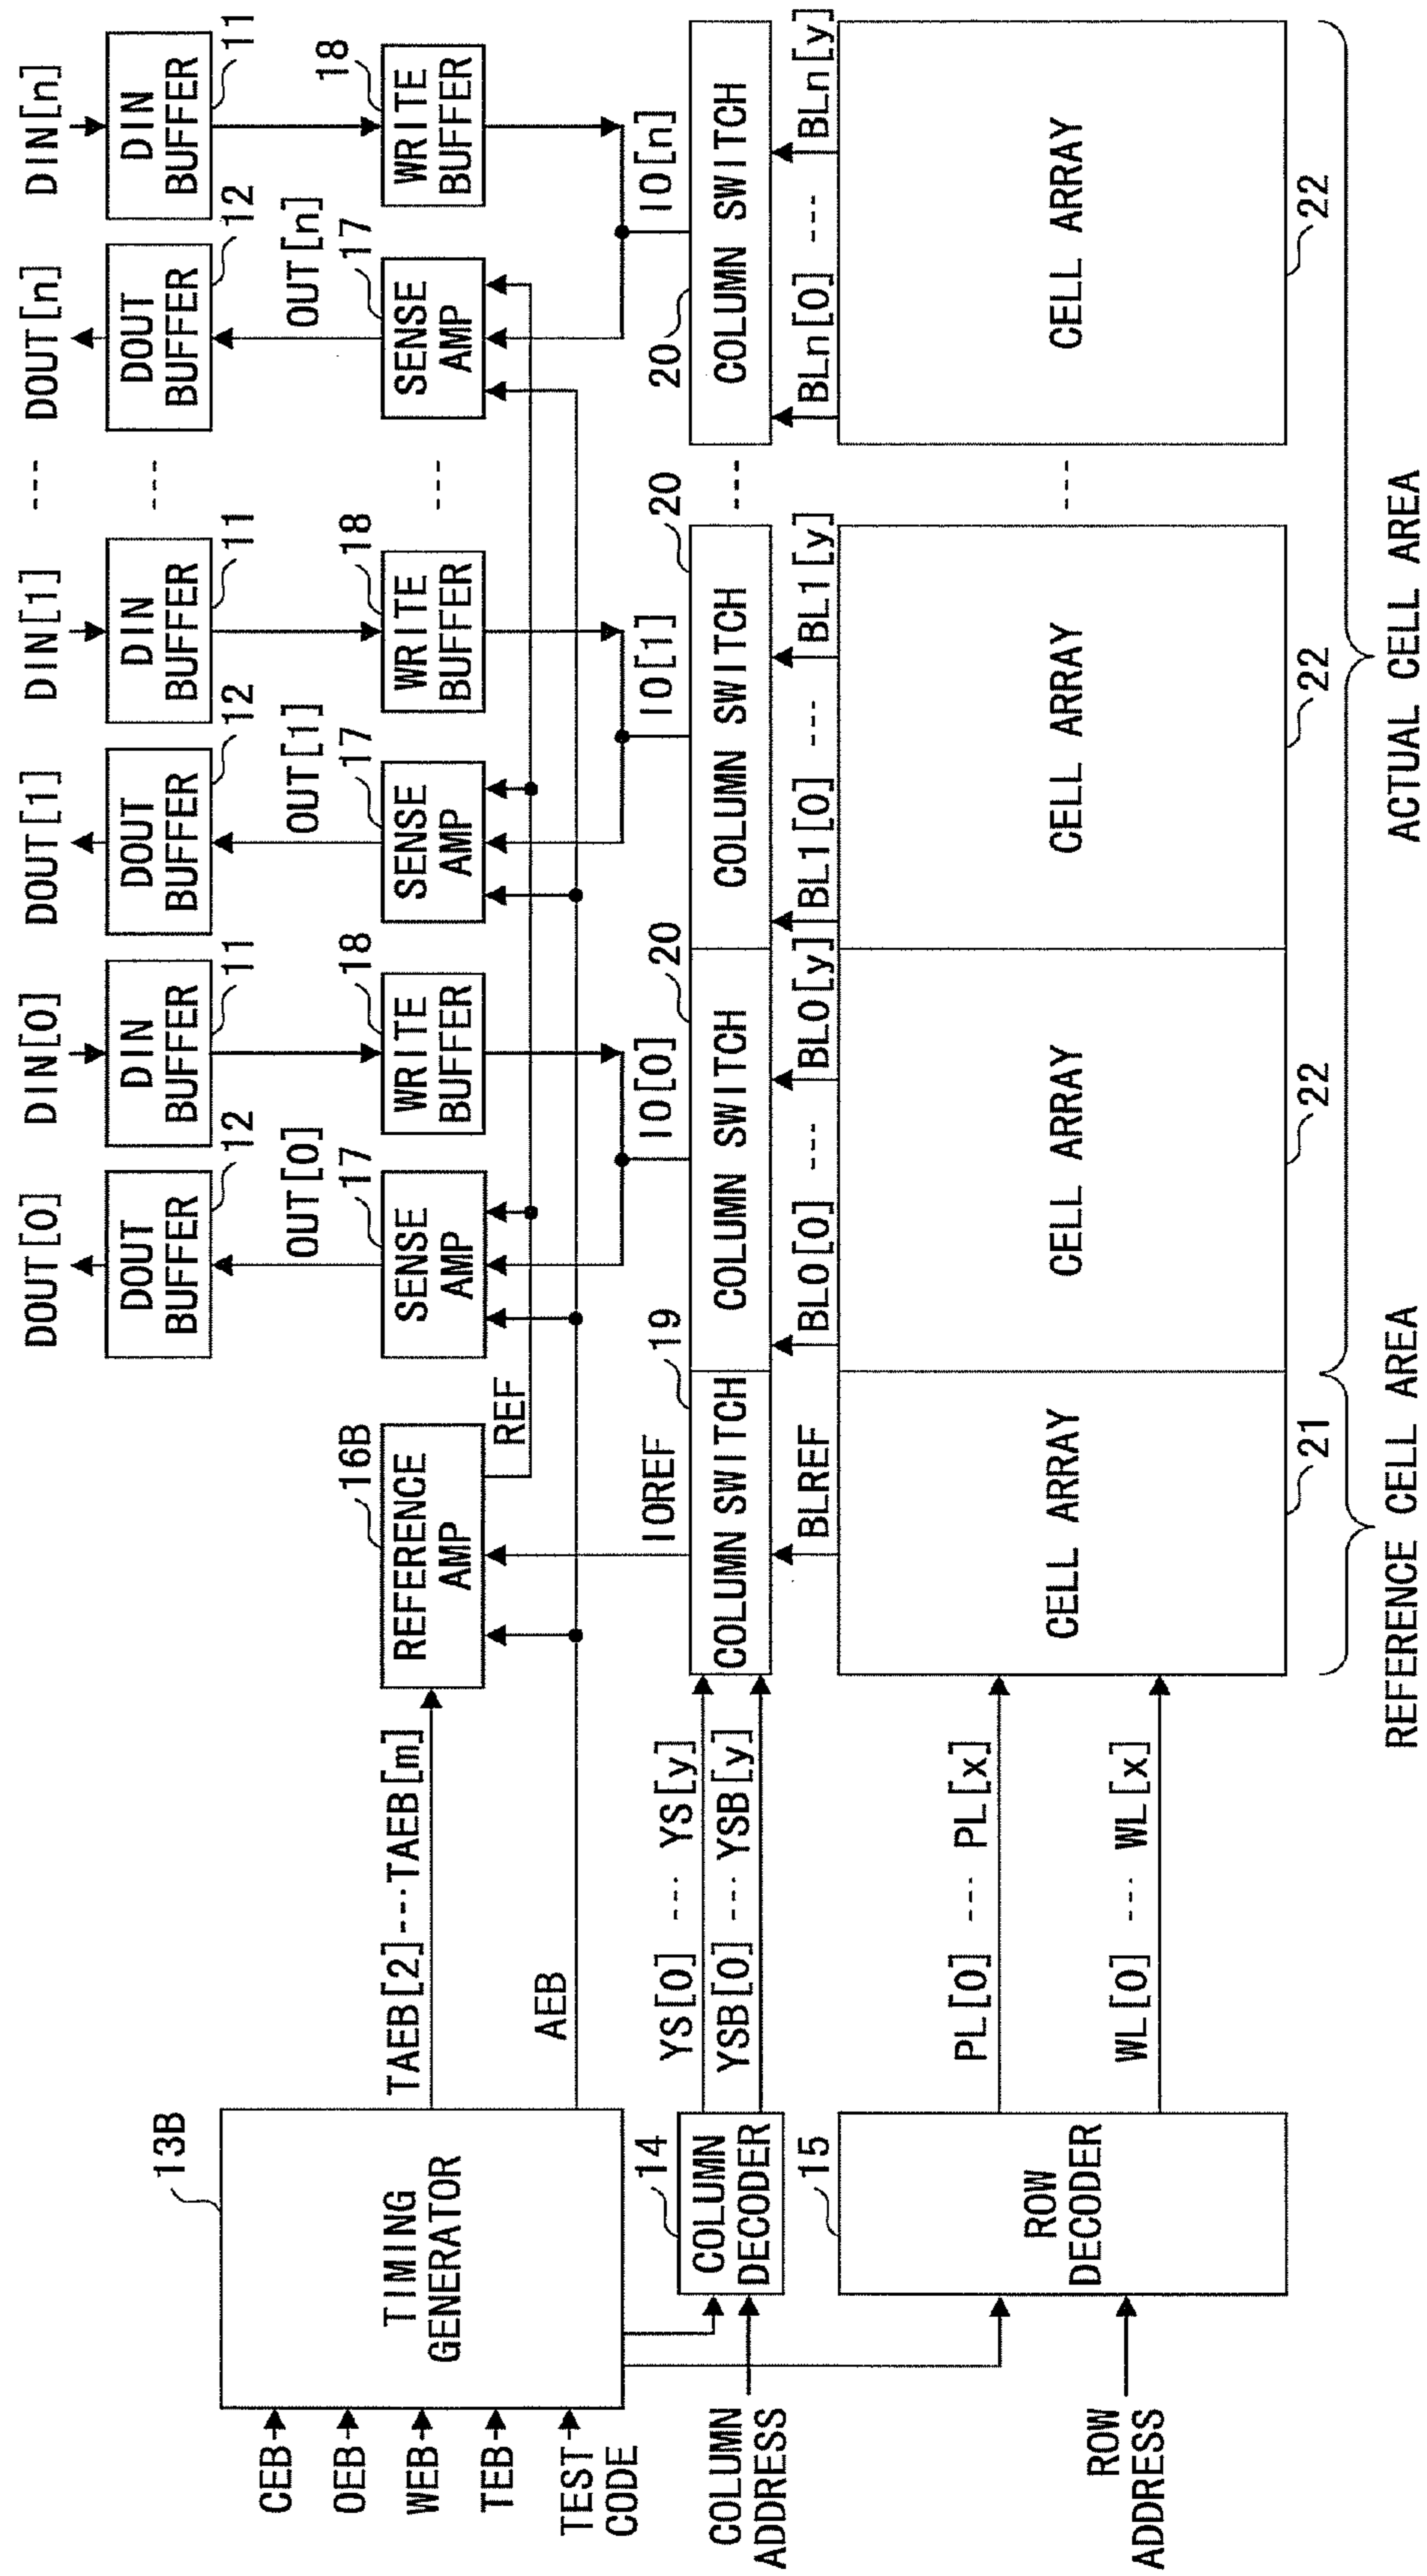 DOUT[0]
DIN[0]
DOUT[1]
DIN[1]
---
DOUT[n]
DIN[n]
DOUT
BUFFER
12
DIN
BUFFER
11
DOUT
BUFFER
12
DIN
BUFFER
11
---
DOUT
BUFFER
12
DIN
BUFFER
11
OUT[0]
OUT[1]
OUT[n]
13B
TIMING
GENERATOR
CEB
OEB
WEB
TEB
TEST
CODE
TAEB[2]---TAEB[m]
AEB
16B
REFERENCE
AMP
REF
17
SENSE
AMP
18
WRITE
BUFFER
17
SENSE
AMP
18
WRITE
BUFFER
---
17
SENSE
AMP
18
WRITE
BUFFER
IOREF
IO[0]
IO[1]
IO[n]
14
COLUMN
DECODER
COLUMN
ADDRESS
YS[0] --- YS[y]
YSB[0] --- YSB[y]
COLUMN SWITCH
19
COLUMN SWITCH
20
COLUMN SWITCH
20
---
COLUMN SWITCH
20
BLREF
BL0[0] --- BL0[y]
BL1[0] --- BL1[y]
BLn[0] --- BLn[y]
15
ROW
DECODER
ROW
ADDRESS
PL[0] --- PL[x]
WL[0] --- WL[x]
CELL ARRAY
21
CELL ARRAY
22
CELL ARRAY
22
---
CELL ARRAY
22
REFERENCE CELL AREA
ACTUAL CELL AREA